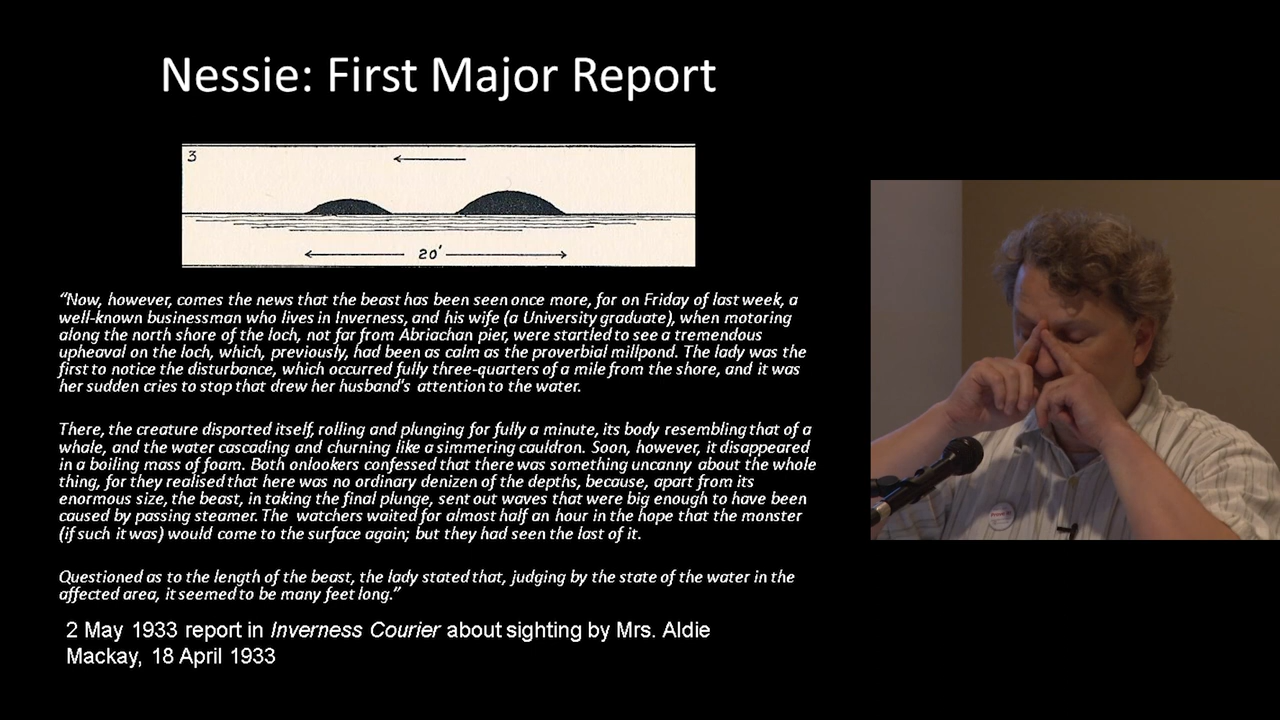 Nessie: First Major Report
3
20'
“Now, however, comes the news that the beast has been seen once more, for on Friday of last week, a
well-known businessman who lives in Inverness, and his wife (a University graduate), when motoring
along the north shore of the loch, not far from Abriachan pier, were startled to see a tremendous
upheaval on the loch, which, previously, had been as calm as the proverbial millpond. The lady was the
first to notice the disturbance, which occurred fully three-quarters of a mile from the shore, and it was
her sudden cries to stop that drew her husband's attention to the water.
There, the creature disported itself, rolling and plunging for fully a minute, its body resembling that of a
whale, and the water cascading and churning like a simmering cauldron. Soon, however, it disappeared
in a boiling mass of foam. Both onlookers confessed that there was something uncanny about the whole
thing, for they realised that here was no ordinary denizen of the depths, because, apart from its
enormous size, the beast, in taking the final plunge, sent out waves that were big enough to have been
caused by passing steamer. The watchers waited for almost half an hour in the hope that the monster
(if such it was) would come to the surface again; but they had seen the last of it.
Questioned as to the length of the beast, the lady stated that, judging by the state of the water in the
affected area, it seemed to be many feet long.”
2 May 1933 report in Inverness Courier about sighting by Mrs. Aldie
Mackay, 18 April 1933